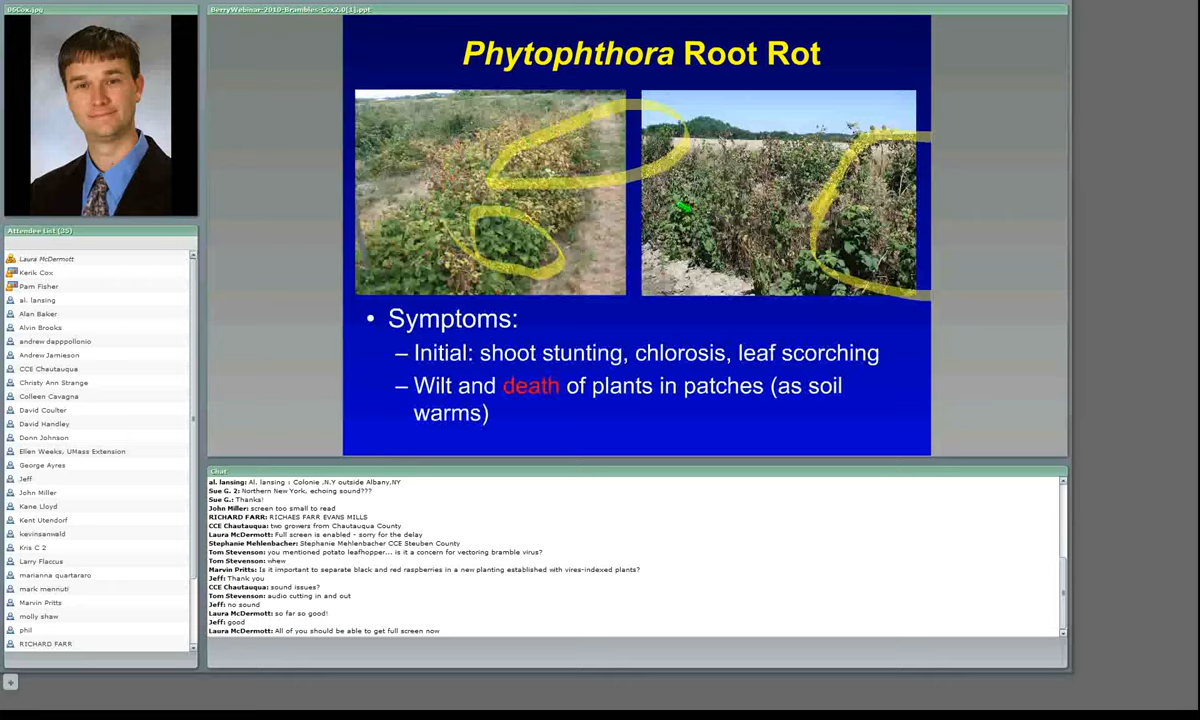 06Cox.jpg
BerryWebinar-2010-Brambles-Cox2.0[1].ppt
Phytophthora Root Rot
• Symptoms:
– Initial: shoot stunting, chlorosis, leaf scorching
– Wilt and death of plants in patches (as soil
warms)
Attendee List (35)
Laura McDermott
Kerik Cox
Pam Fisher
al. lansing
Alan Baker
Alvin Brooks
andrew dapppollonio
Andrew Jamieson
CCE Chautauqua
Christy Ann Strange
Colleen Cavagna
David Coulter
David Handley
Donn Johnson
Ellen Weeks, UMass Extension
George Ayres
Jeff
John Miller
Kane Lloyd
Kent Utendorf
kevinsanwald
Kris C 2
Larry Flaccus
marianna quartararo
mark mennuti
Marvin Pritts
molly shaw
phil
RICHARD FARR
Chat
al. lansing: Al. lansing : Colonie ,N.Y outside Albany,NY
Sue G. 2: Northern New York, echoing sound???
Sue G.: Thanks!
John Miller: screen too small to read
RICHARD FARR: RICHAES FARR EVANS MILLS
CCE Chautauqua: two growers from Chautauqua County
Laura McDermott: Full screen is enabled - sorry for the delay
Stephanie Mehlenbacher: Stephanie Mehlenbacher CCE Steuben County
Tom Stevenson: you mentioned potato leafhopper... is it a concern for vectoring bramble virus?
Tom Stevenson: whew
Marvin Pritts: Is it important to separate black and red raspberries in a new planting established with vires-indexed plants?
Jeff: Thank you
CCE Chautauqua: sound issues?
Tom Stevenson: audio cutting in and out
Jeff: no sound
Laura McDermott: so far so good!
Jeff: good
Laura McDermott: All of you should be able to get full screen now